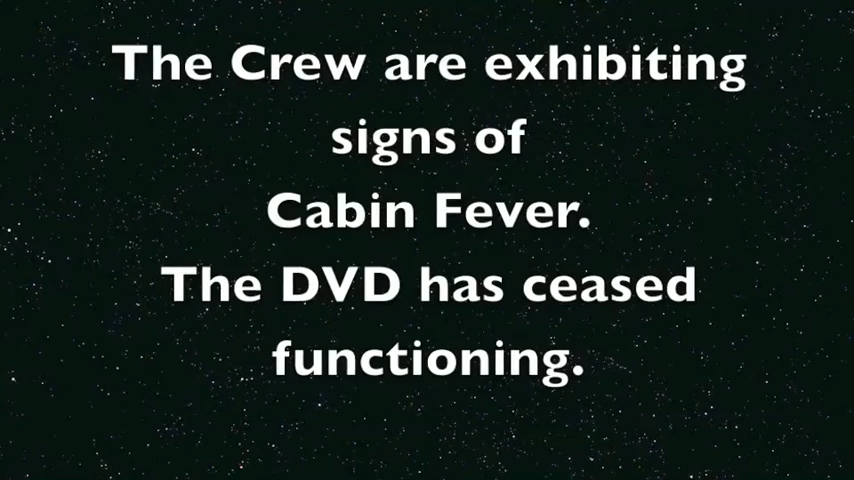 The Crew are exhibiting
signs of
Cabin Fever.
The DVD has ceased
functioning.